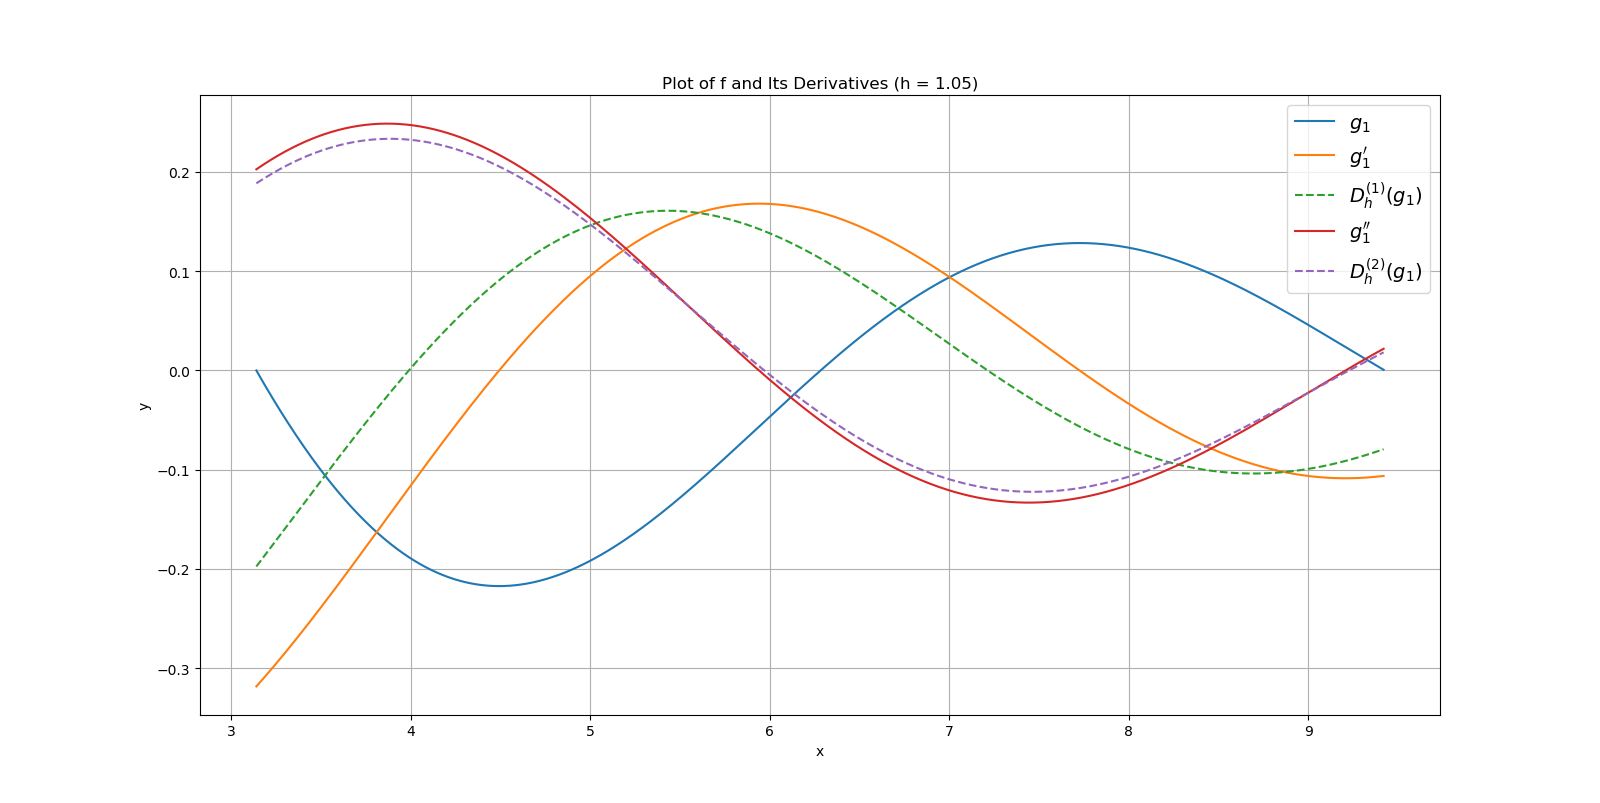 Plot of f and Its Derivatives (h = 1.05)
g₁
g₁′
D_h^{(1)}(g₁)
g₁″
D_h^{(2)}(g₁)
0.2
0.1
0.0
−0.1
−0.2
−0.3
y
3 4 5 6 7 8 9
x